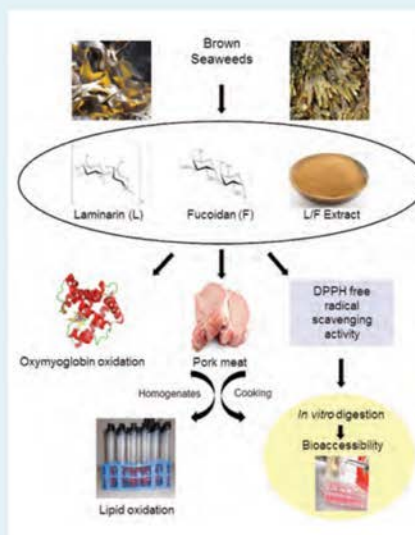 Brown
Seaweeds
Laminarin (L)
Fucoidan (F)
L/F Extract
Oxymyoglobin oxidation
Pork meat
DPPH free
radical
scavenging
activity
Homogenates
Cooking
In vitro digestion
Bioaccessibility
Lipid oxidation